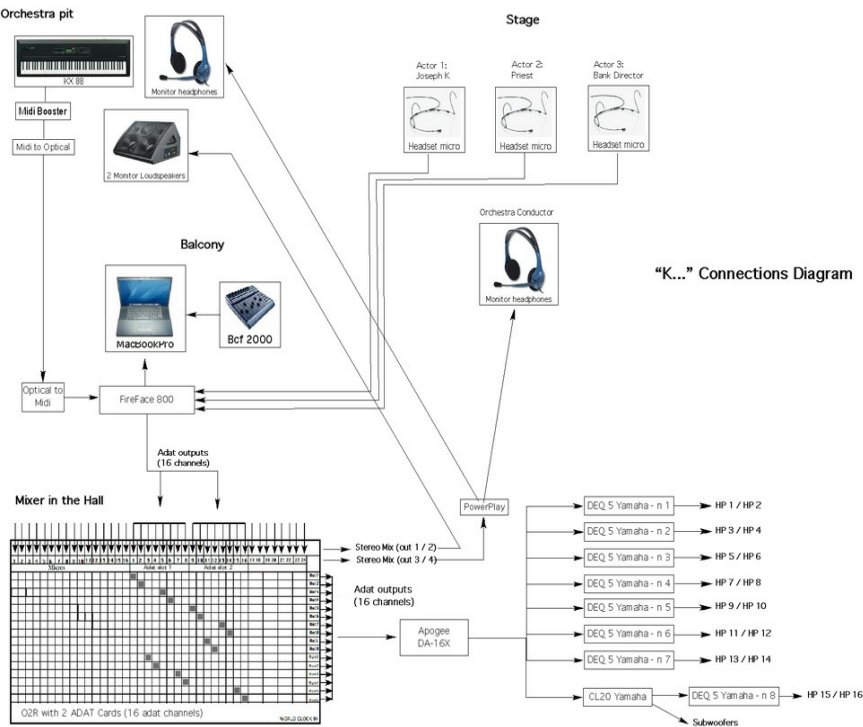 Orchestra pit
Stage
KX 88
Monitor headphones
Actor 1:
Joseph K
Actor 2:
Priest
Actor 3:
Bank Director
Midi Booster
Midi to Optical
Headset micro
Headset micro
Headset micro
2 Monitor Loudspeakers
Orchestra Conductor
Monitor headphones
Balcony
"K..." Connections Diagram
MacBookPro
Bcf 2000
Optical to
Midi
FireFace 800
Adat outputs
(16 channels)
Mixer in the Hall
PowerPlay
DEQ 5 Yamaha - n 1
HP 1 / HP 2
DEQ 5 Yamaha - n 2
HP 3 / HP 4
Stereo Mix (out 1 / 2)
Stereo Mix (out 3 / 4)
DEQ 5 Yamaha - n 3
HP 5 / HP 6
Micros
Adat slot 1
Adat slot 2
Adat outputs
(16 channels)
DEQ 5 Yamaha - n 4
HP 7 / HP 8
DEQ 5 Yamaha - n 5
HP 9 / HP 10
Apogee
DA-16X
DEQ 5 Yamaha - n 6
HP 11 / HP 12
DEQ 5 Yamaha - n 7
HP 13 / HP 14
CL20 Yamaha
DEQ 5 Yamaha - n 8
HP 15 / HP 16
Subwoofers
O2R with 2 ADAT Cards (16 adat channels)
WORLD CLOCK IN